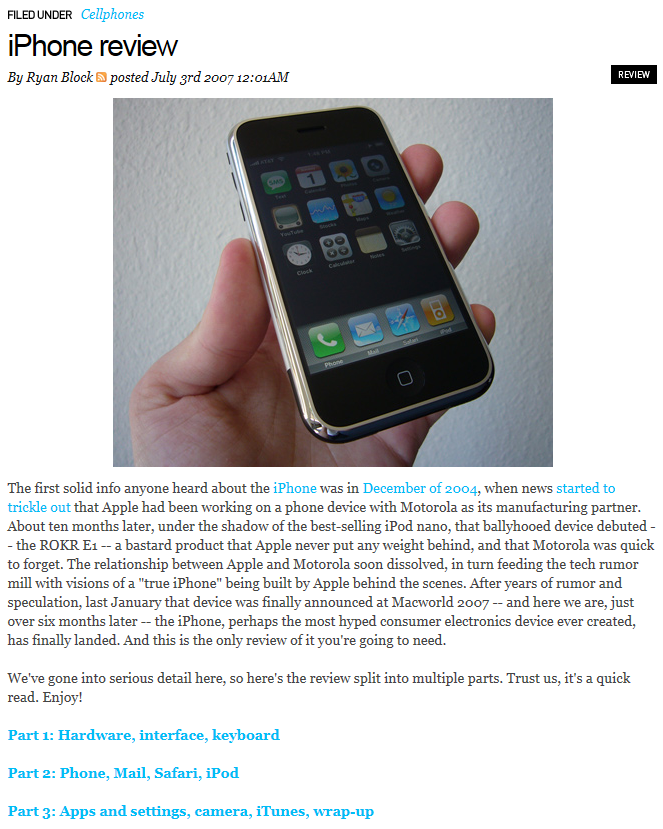 FILED UNDER Cellphones
iPhone review
By Ryan Block posted July 3rd 2007 12:01AM
REVIEW
Text
Calendar
YouTube
Stocks
Maps
Clock
Calculator
Notes
Settings
Phone
Mail
Safari
iPod
The first solid info anyone heard about the iPhone was in December of 2004, when news started to
trickle out that Apple had been working on a phone device with Motorola as its manufacturing partner.
About ten months later, under the shadow of the best-selling iPod nano, that ballyhooed device debuted -
- the ROKR E1 -- a bastard product that Apple never put any weight behind, and that Motorola was quick
to forget. The relationship between Apple and Motorola soon dissolved, in turn feeding the tech rumor
mill with visions of a "true iPhone" being built by Apple behind the scenes. After years of rumor and
speculation, last January that device was finally announced at Macworld 2007 -- and here we are, just
over six months later -- the iPhone, perhaps the most hyped consumer electronics device ever created,
has finally landed. And this is the only review of it you're going to need.
We've gone into serious detail here, so here's the review split into multiple parts. Trust us, it's a quick
read. Enjoy!
Part 1: Hardware, interface, keyboard
Part 2: Phone, Mail, Safari, iPod
Part 3: Apps and settings, camera, iTunes, wrap-up